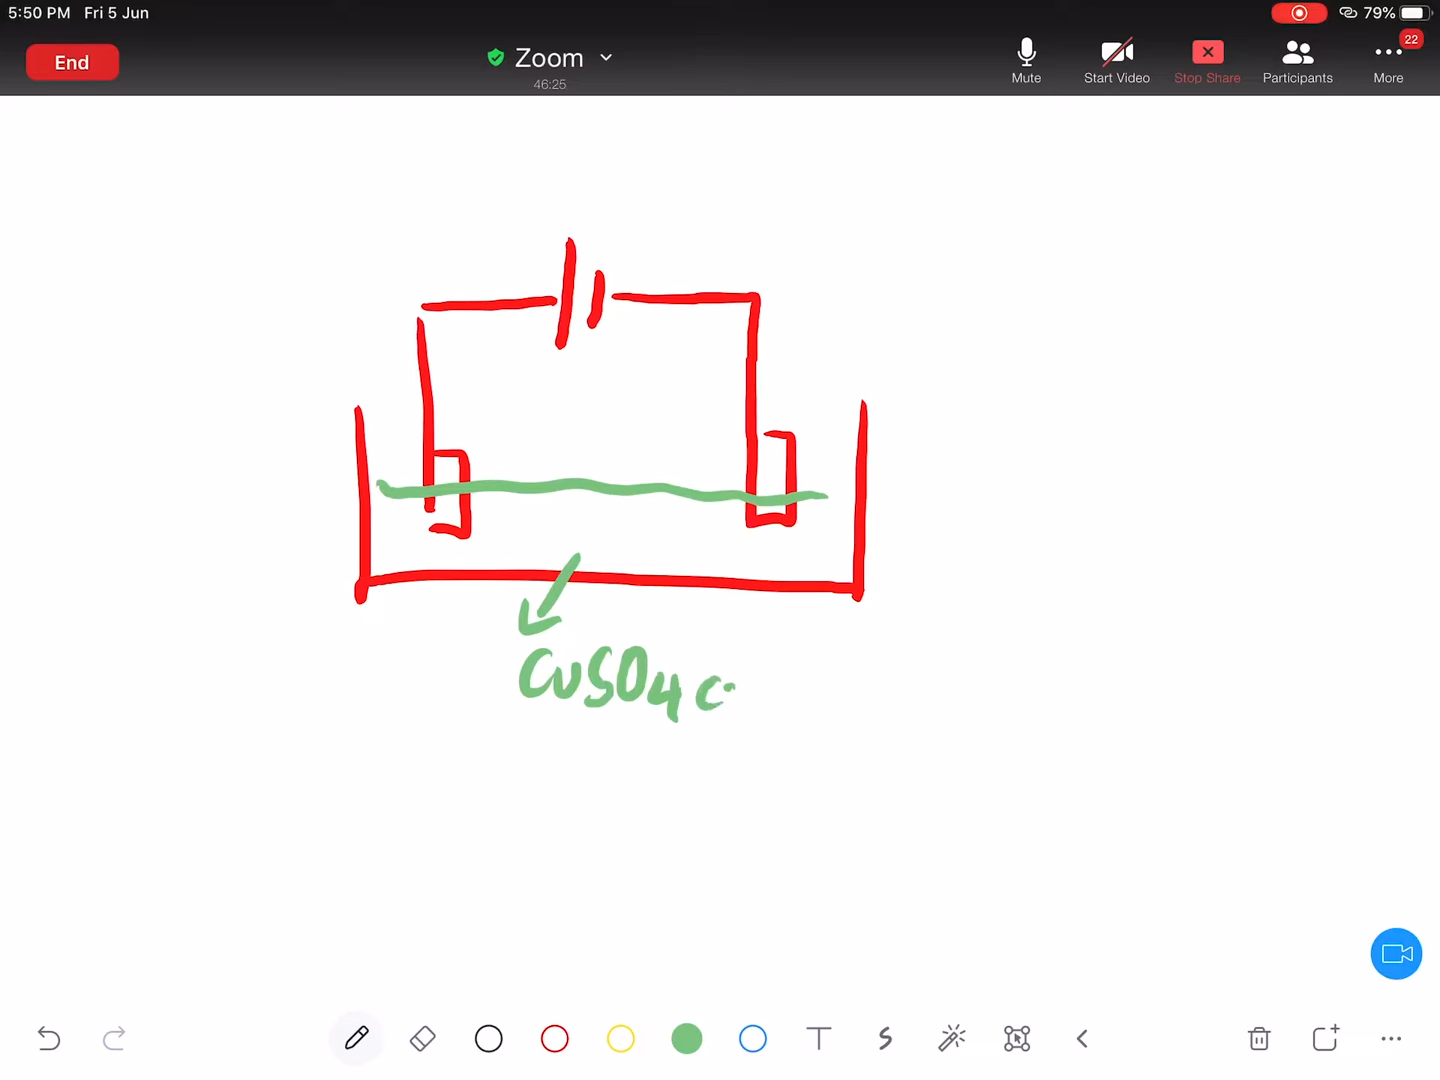 5:50 PM Fri 5 Jun
79%
End
Zoom
46:25
Mute
Start Video
Stop Share
Participants
22
More
CuSO4 c
T